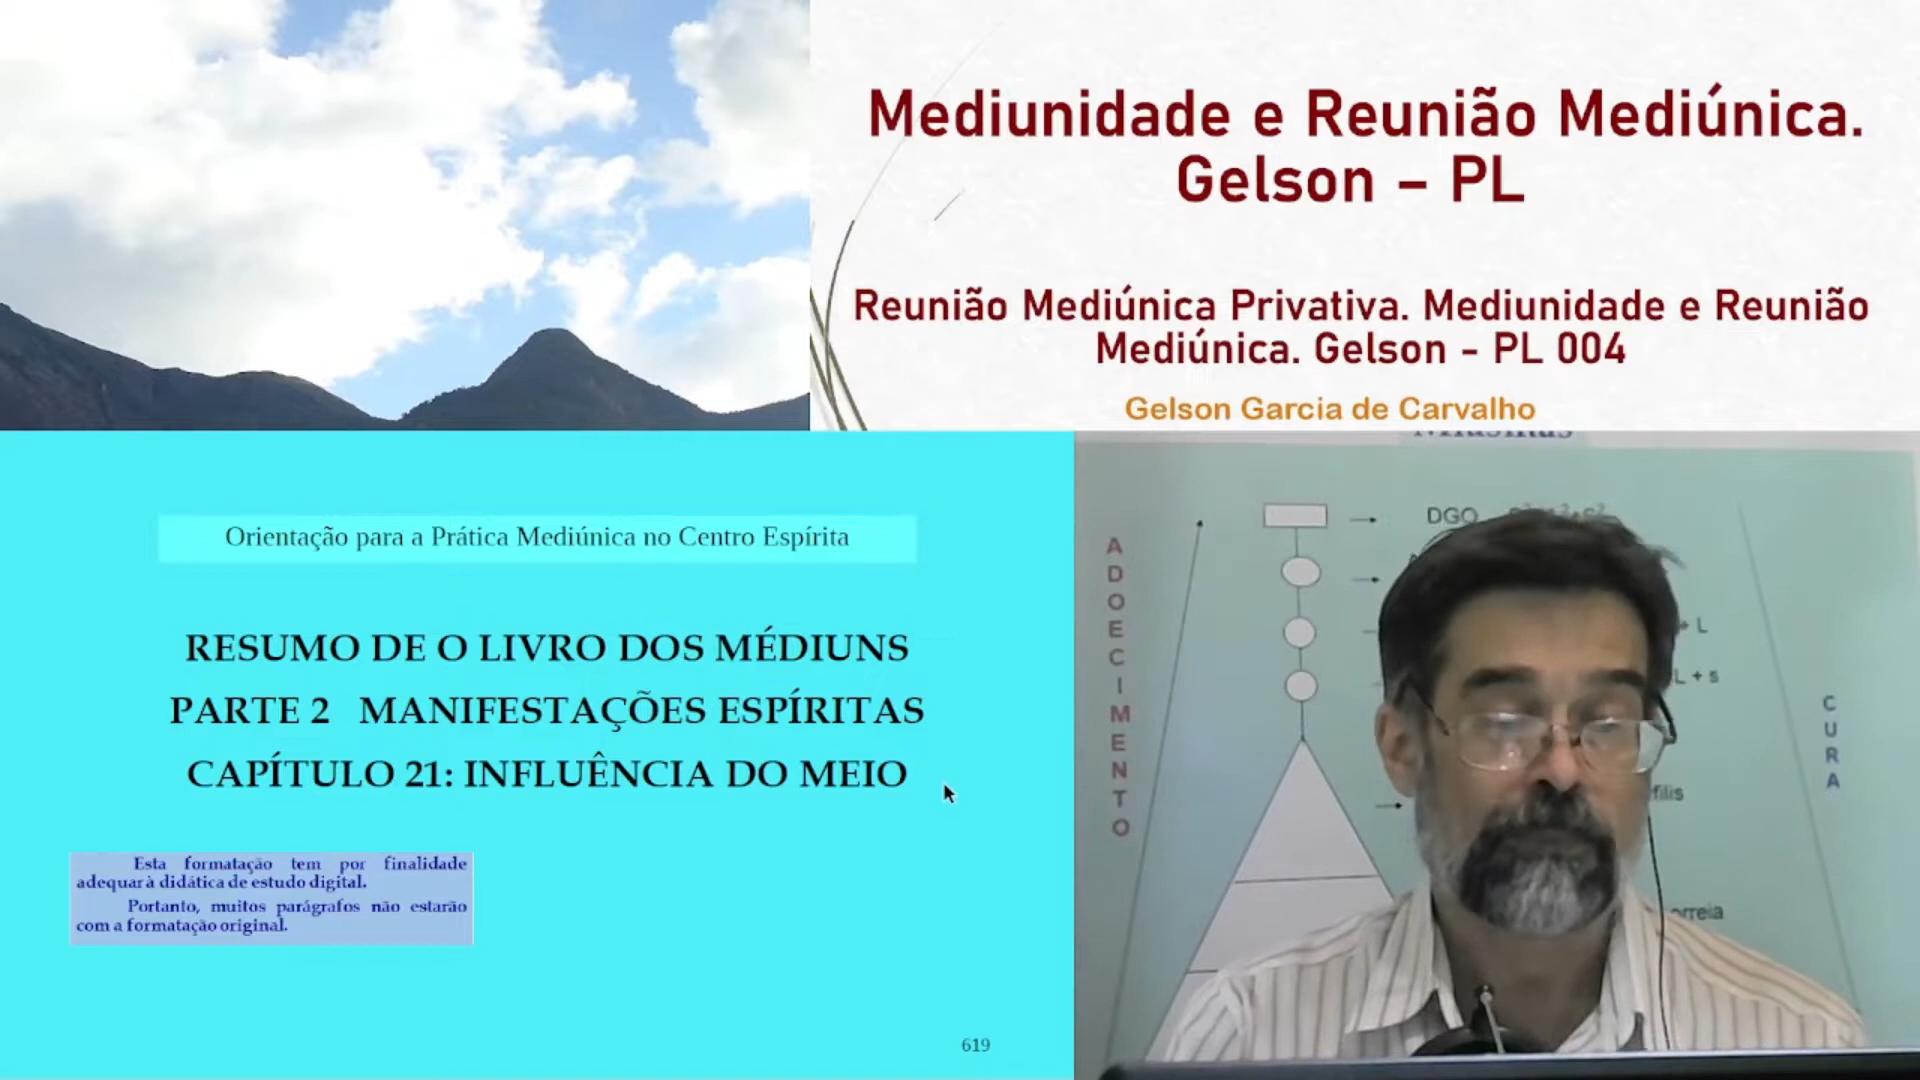 Mediunidade e Reunião Mediúnica.
Gelson – PL
Reunião Mediúnica Privativa. Mediunidade e Reunião
Mediúnica. Gelson - PL 004
Gelson Garcia de Carvalho
Orientação para a Prática Mediúnica no Centro Espírita
RESUMO DE O LIVRO DOS MÉDIUNS
PARTE 2 MANIFESTAÇÕES ESPÍRITAS
CAPÍTULO 21: INFLUÊNCIA DO MEIO
Esta formatação tem por finalidade
adequar à didática de estudo digital.
Portanto, muitos parágrafos não estarão
com a formatação original.
619
ADOECIMENTO
DGO
+ L
L + s
CURA